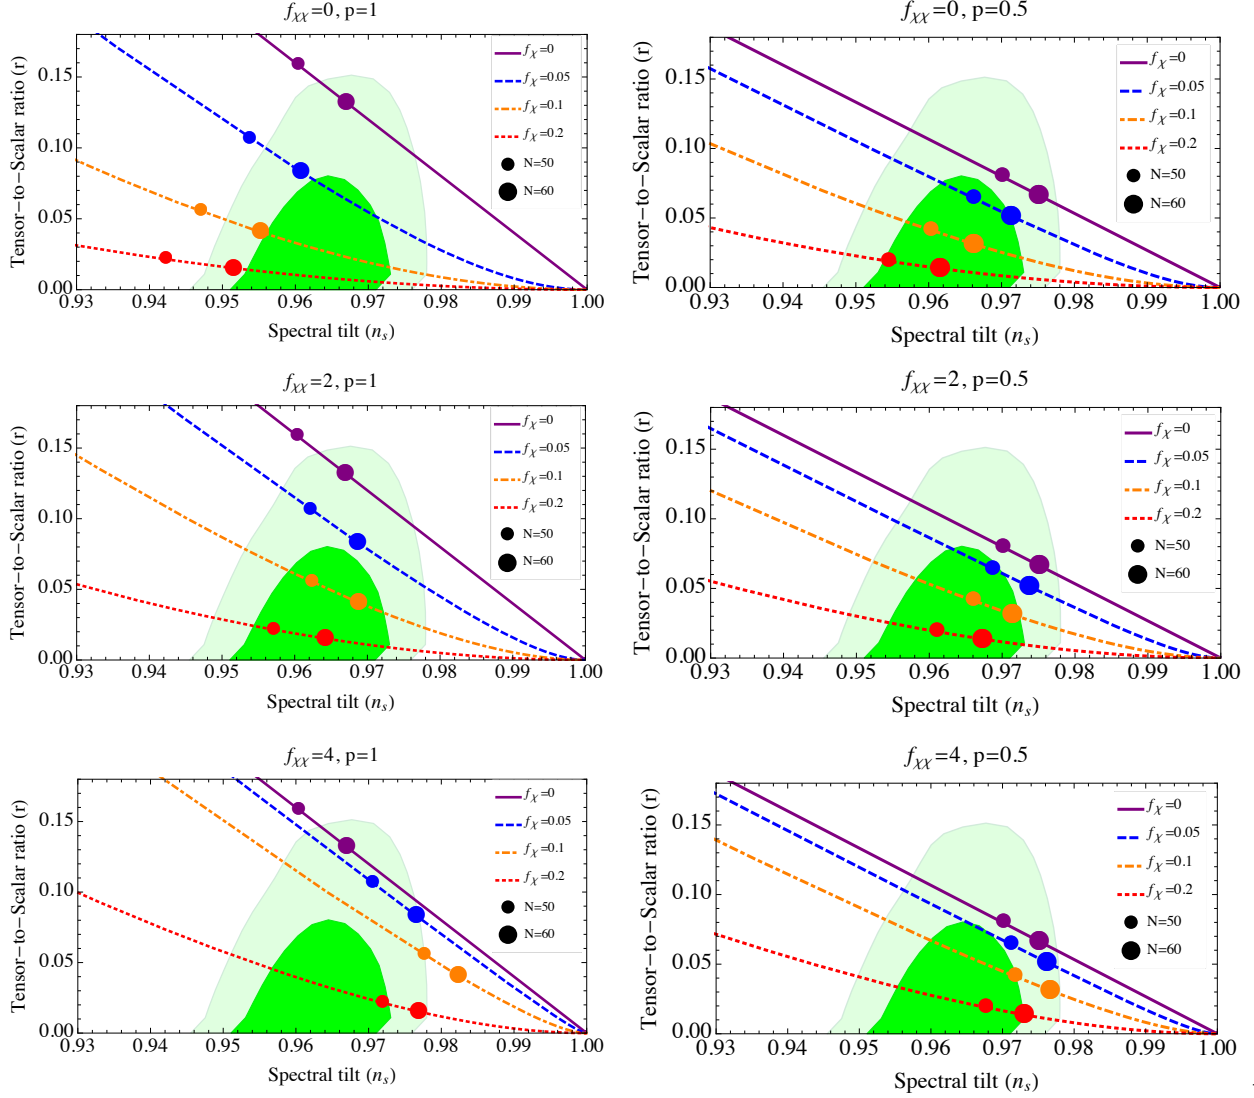 f_χχ=0, p=1
Tensor−to−Scalar ratio (r)
0.15
0.10
0.05
0.00
0.93 0.94 0.95 0.96 0.97 0.98 0.99 1.00
Spectral tilt (n_s)
f_χ=0
f_χ=0.05
f_χ=0.1
f_χ=0.2
N=50
N=60
f_χχ=0, p=0.5
Tensor−to−Scalar ratio (r)
0.15
0.10
0.05
0.00
0.93 0.94 0.95 0.96 0.97 0.98 0.99 1.00
Spectral tilt (n_s)
f_χ=0
f_χ=0.05
f_χ=0.1
f_χ=0.2
N=50
N=60
f_χχ=2, p=1
Tensor−to−Scalar ratio (r)
0.15
0.10
0.05
0.00
0.93 0.94 0.95 0.96 0.97 0.98 0.99 1.00
Spectral tilt (n_s)
f_χ=0
f_χ=0.05
f_χ=0.1
f_χ=0.2
N=50
N=60
f_χχ=2, p=0.5
Tensor−to−Scalar ratio (r)
0.15
0.10
0.05
0.00
0.93 0.94 0.95 0.96 0.97 0.98 0.99 1.00
Spectral tilt (n_s)
f_χ=0
f_χ=0.05
f_χ=0.1
f_χ=0.2
N=50
N=60
f_χχ=4, p=1
Tensor−to−Scalar ratio (r)
0.15
0.10
0.05
0.00
0.93 0.94 0.95 0.96 0.97 0.98 0.99 1.00
Spectral tilt (n_s)
f_χ=0
f_χ=0.05
f_χ=0.1
f_χ=0.2
N=50
N=60
f_χχ=4, p=0.5
Tensor−to−Scalar ratio (r)
0.15
0.10
0.05
0.00
0.93 0.94 0.95 0.96 0.97 0.98 0.99 1.00
Spectral tilt (n_s)
f_χ=0
f_χ=0.05
f_χ=0.1
f_χ=0.2
N=50
N=60